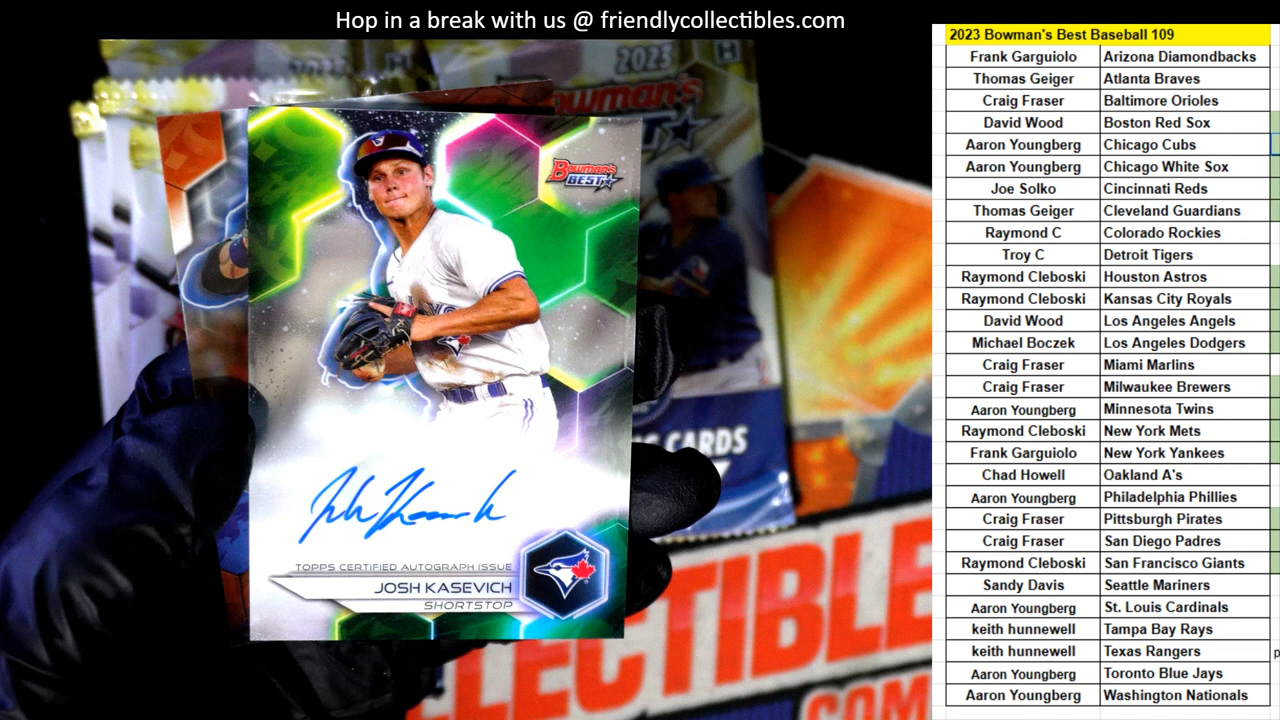 Hop in a break with us @ friendlycollectibles.com
2023
H
Bowman's
BEST
BOWMAN'S
BEST
CARDS
TOPPS CERTIFIED AUTOGRAPH ISSUE
JOSH KASEVICH
SHORTSTOP
LLECTIBLE
COM
2023 Bowman's Best Baseball 109
Frank Garguiolo Arizona Diamondbacks
Thomas Geiger Atlanta Braves
Craig Fraser Baltimore Orioles
David Wood Boston Red Sox
Aaron Youngberg Chicago Cubs
Aaron Youngberg Chicago White Sox
Joe Solko Cincinnati Reds
Thomas Geiger Cleveland Guardians
Raymond C Colorado Rockies
Troy C Detroit Tigers
Raymond Cleboski Houston Astros
Raymond Cleboski Kansas City Royals
David Wood Los Angeles Angels
Michael Boczek Los Angeles Dodgers
Craig Fraser Miami Marlins
Craig Fraser Milwaukee Brewers
Aaron Youngberg Minnesota Twins
Raymond Cleboski New York Mets
Frank Garguiolo New York Yankees
Chad Howell Oakland A's
Aaron Youngberg Philadelphia Phillies
Craig Fraser Pittsburgh Pirates
Craig Fraser San Diego Padres
Raymond Cleboski San Francisco Giants
Sandy Davis Seattle Mariners
Aaron Youngberg St. Louis Cardinals
keith hunnewell Tampa Bay Rays
keith hunnewell Texas Rangers
Aaron Youngberg Toronto Blue Jays
Aaron Youngberg Washington Nationals